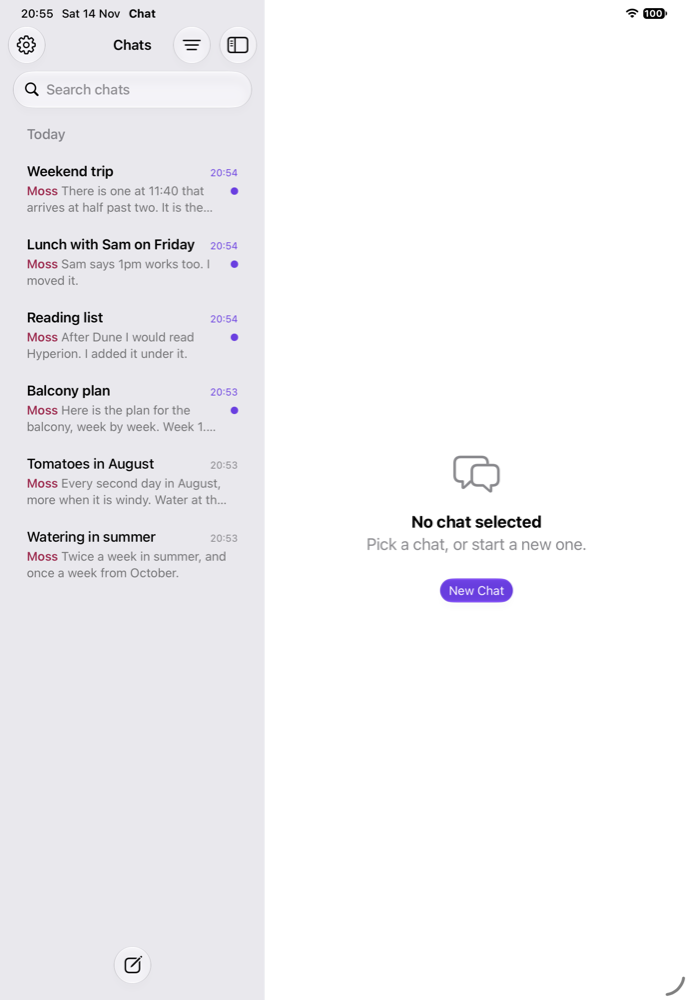 20:55 Sat 14 Nov Chat
100
Chats
Search chats
Today
Weekend trip 20:54
Moss There is one at 11:40 that
arrives at half past two. It is the...
Lunch with Sam on Friday 20:54
Moss Sam says 1pm works too. I
moved it.
Reading list 20:54
Moss After Dune I would read
Hyperion. I added it under it.
Balcony plan 20:53
Moss Here is the plan for the
balcony, week by week. Week 1....
Tomatoes in August 20:53
Moss Every second day in August,
more when it is windy. Water at th...
Watering in summer 20:53
Moss Twice a week in summer, and
once a week from October.
No chat selected
Pick a chat, or start a new one.
New Chat